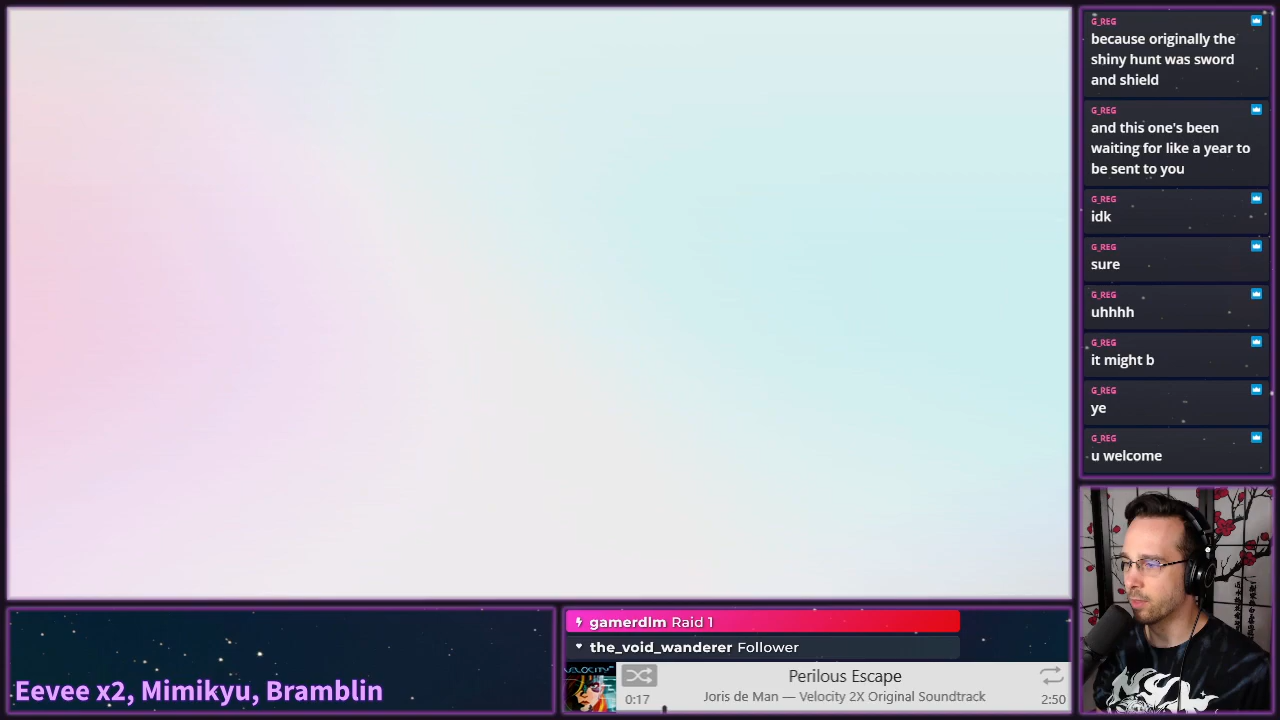 G_REG
because originally the
shiny hunt was sword
and shield
G_REG
and this one's been
waiting for like a year to
be sent to you
G_REG
idk
G_REG
sure
G_REG
uhhhh
G_REG
it might b
G_REG
ye
G_REG
u welcome
gamerdlm Raid 1
the_void_wanderer Follower
VELOCITY
Perilous Escape
0:17
Joris de Man — Velocity 2X Original Soundtrack
2:50
Eevee x2, Mimikyu, Bramblin